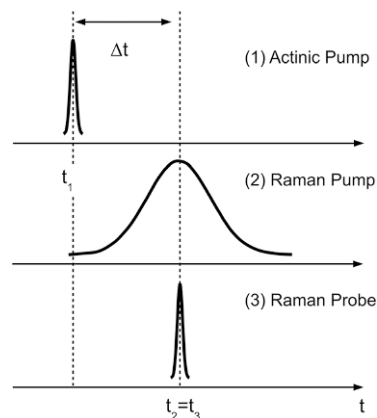 Δt
(1) Actinic Pump
t₁
(2) Raman Pump
(3) Raman Probe
t₂=t₃
t